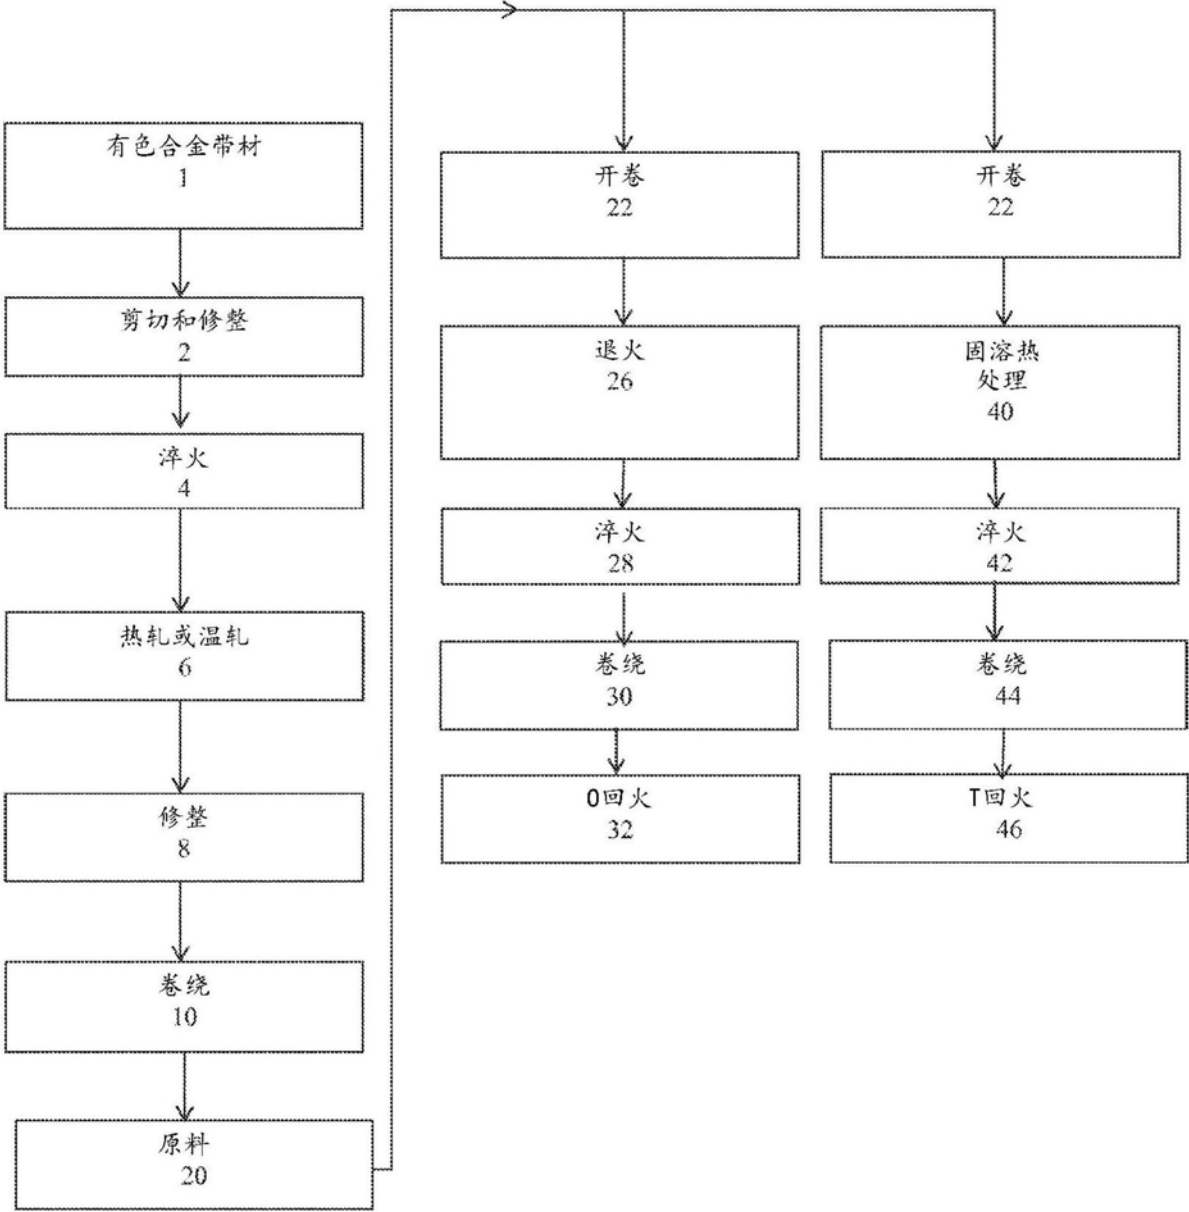 有色合金带材
1
剪切和修整
2
淬火
4
热轧或温轧
6
修整
8
卷绕
10
原料
20
开卷
22
退火
26
淬火
28
卷绕
30
O回火
32
开卷
22
固溶热
处理
40
淬火
42
卷绕
44
T回火
46